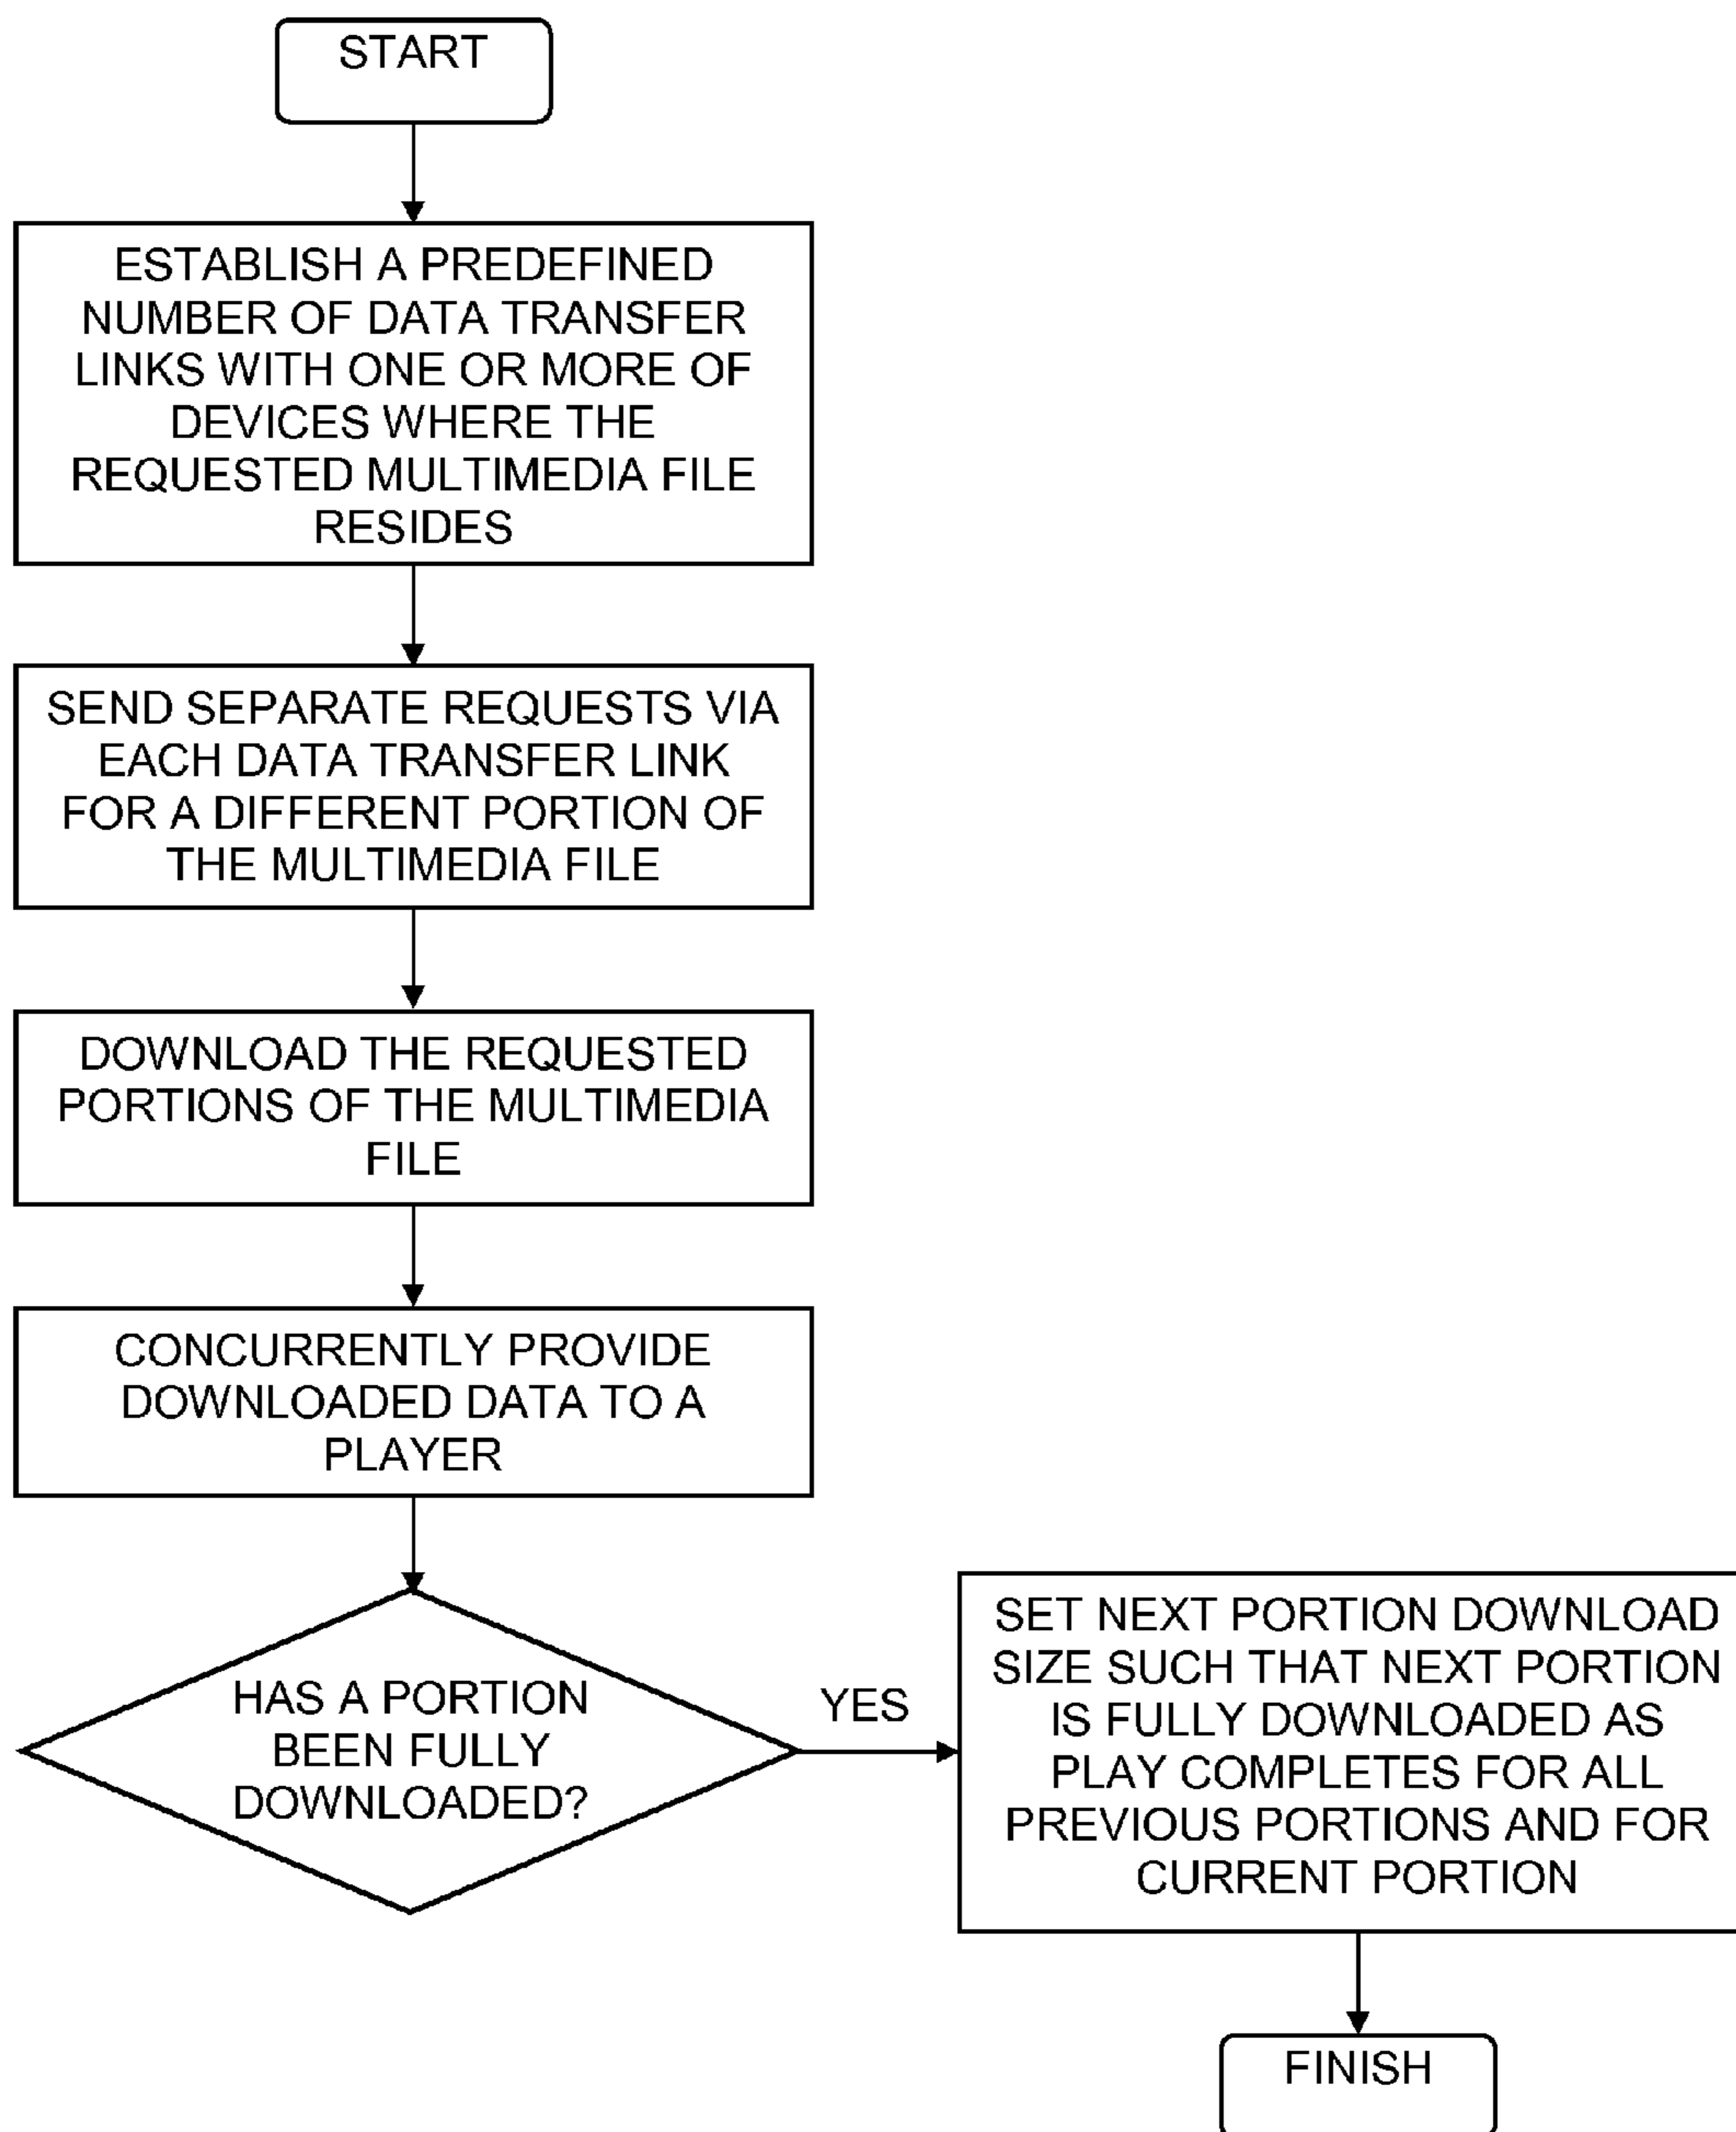 START
ESTABLISH A PREDEFINED
NUMBER OF DATA TRANSFER
LINKS WITH ONE OR MORE OF
DEVICES WHERE THE
REQUESTED MULTIMEDIA FILE
RESIDES
SEND SEPARATE REQUESTS VIA
EACH DATA TRANSFER LINK
FOR A DIFFERENT PORTION OF
THE MULTIMEDIA FILE
DOWNLOAD THE REQUESTED
PORTIONS OF THE MULTIMEDIA
FILE
CONCURRENTLY PROVIDE
DOWNLOADED DATA TO A
PLAYER
HAS A PORTION
BEEN FULLY
DOWNLOADED?
YES
SET NEXT PORTION DOWNLOAD
SIZE SUCH THAT NEXT PORTION
IS FULLY DOWNLOADED AS
PLAY COMPLETES FOR ALL
PREVIOUS PORTIONS AND FOR
CURRENT PORTION
FINISH